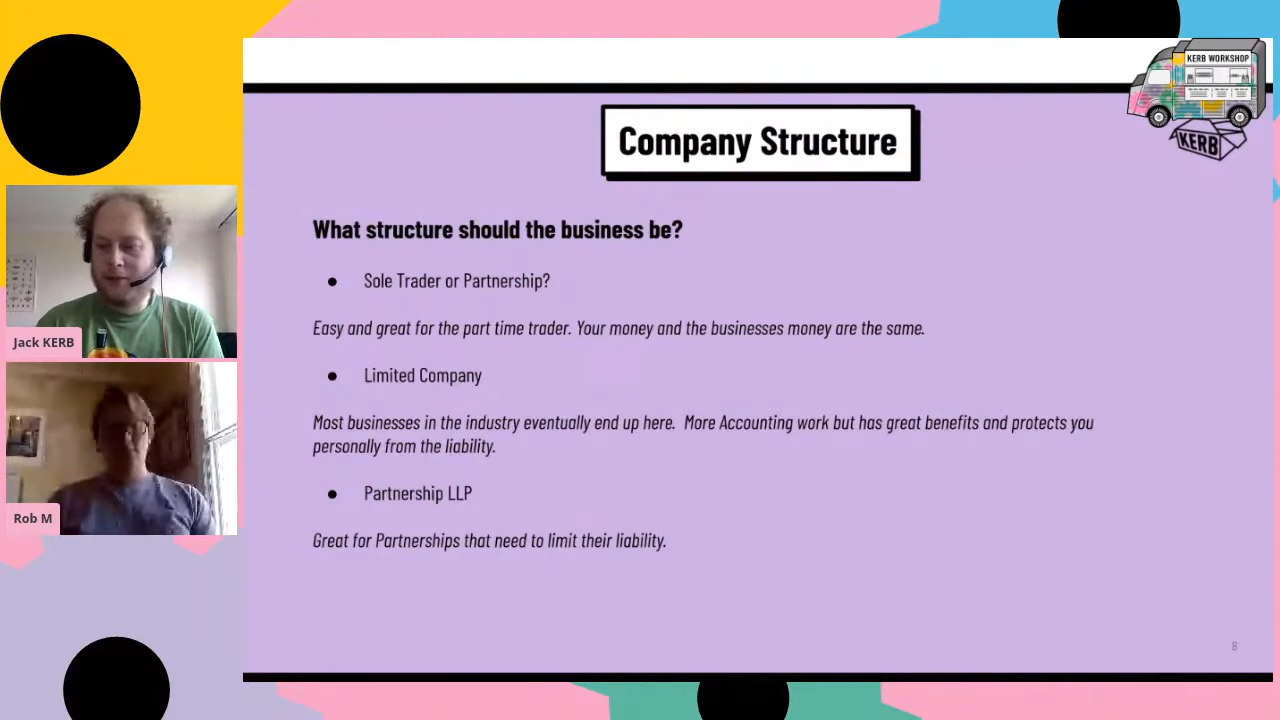 KERB WORKSHOP
KERB
Company Structure
What structure should the business be?
● Sole Trader or Partnership?
Easy and great for the part time trader. Your money and the businesses money are the same.
● Limited Company
Most businesses in the industry eventually end up here.  More Accounting work but has great benefits and protects you
personally from the liability.
● Partnership LLP
Great for Partnerships that need to limit their liability.
8
Jack KERB
Rob M